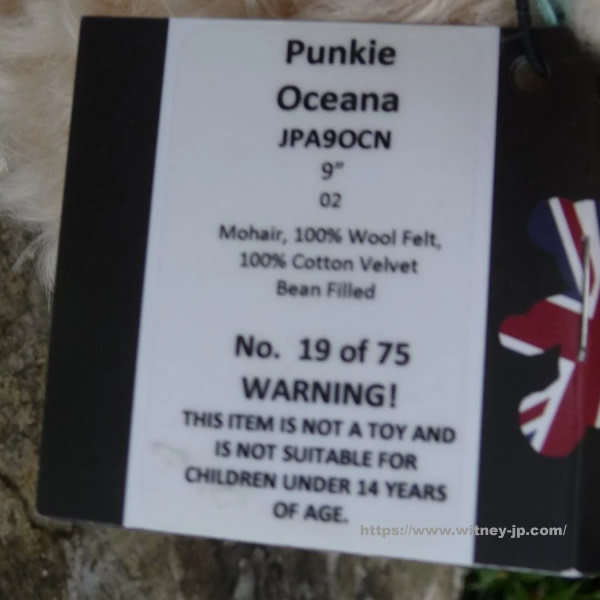 Punkie
Oceana
JPA9OCN
9"
02
Mohair, 100% Wool Felt,
100% Cotton Velvet
Bean Filled
No. 19 of 75
WARNING!
THIS ITEM IS NOT A TOY AND
IS NOT SUITABLE FOR
CHILDREN UNDER 14 YEARS
OF AGE.
https://www.witney-jp.com/